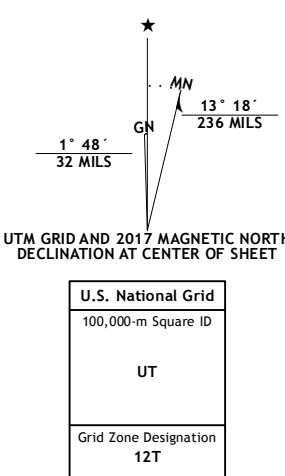 ★
MN
GN
13° 18´
236 MILS
1° 48´
32 MILS
UTM GRID AND 2017 MAGNETIC NORTH
DECLINATION AT CENTER OF SHEET
U.S. National Grid
100,000-m Square ID
UT
Grid Zone Designation
12T